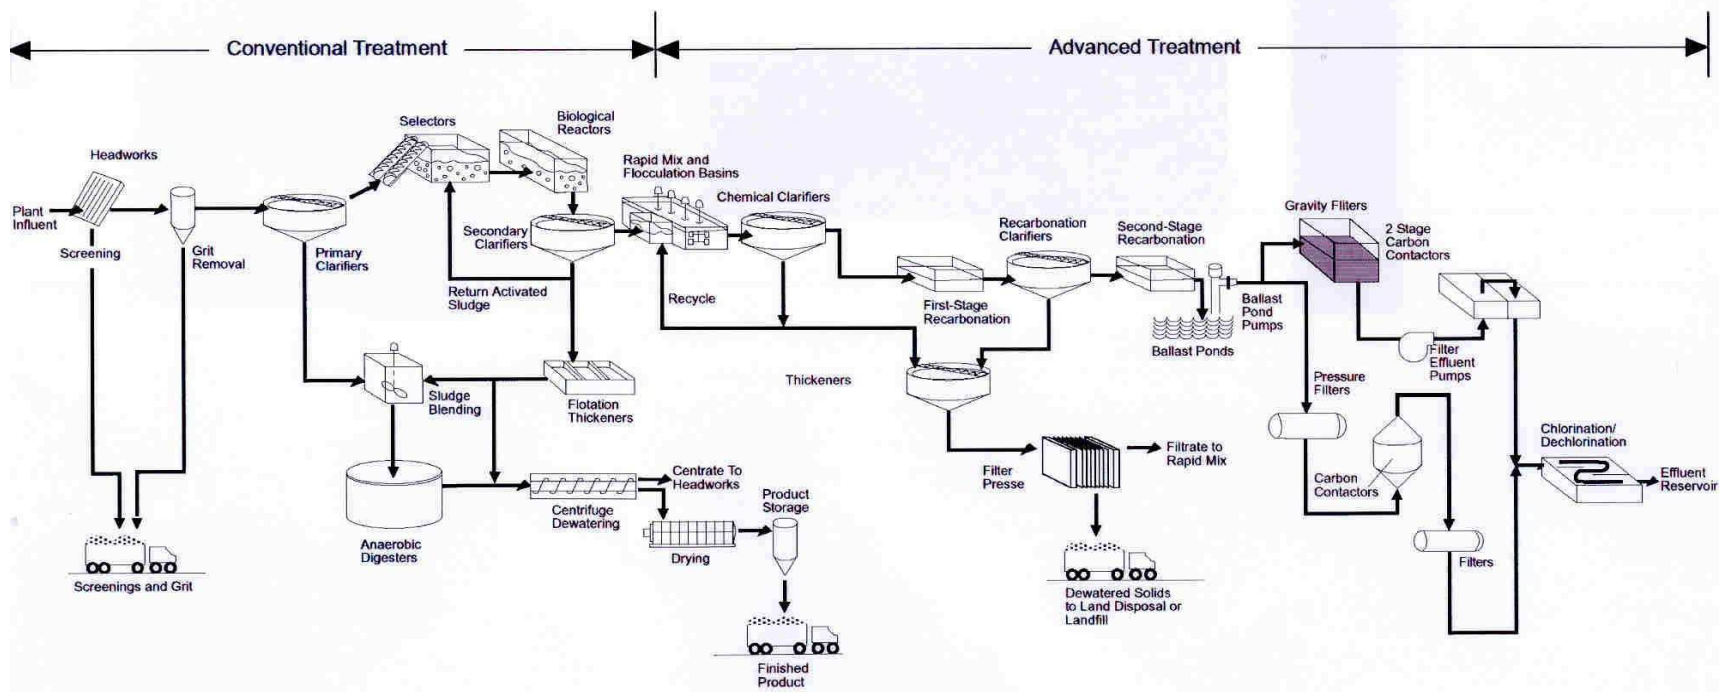 Conventional Treatment
Advanced Treatment
Headworks
Plant
Influent
Screening
Grit
Removal
Primary
Clarifiers
Selectors
Biological
Reactors
Secondary
Clarifiers
Return Activated
Sludge
Rapid Mix and
Flocculation Basins
Chemical Clarifiers
Recycle
First-Stage
Recarbonation
Recarbonation
Clarifiers
Second-Stage
Recarbonation
Ballast Ponds
Ballast
Pond
Pumps
Gravity Fliters
2 Stage
Carbon
Contactors
Filter
Effluent
Pumps
Pressure
Filters
Carbon
Contactors
Filters
Chlorination/
Dechlorination
Effluent
Reservoir
Thickeners
Filter
Presse
Filtrate to
Rapid Mix
Dewatered Solids
to Land Disposal or
Landfill
Sludge
Blending
Flotation
Thickeners
Anaerobic
Digesters
Centrifuge
Dewatering
Centrate To
Headworks
Drying
Product
Storage
Finished
Product
Screenings and Grit